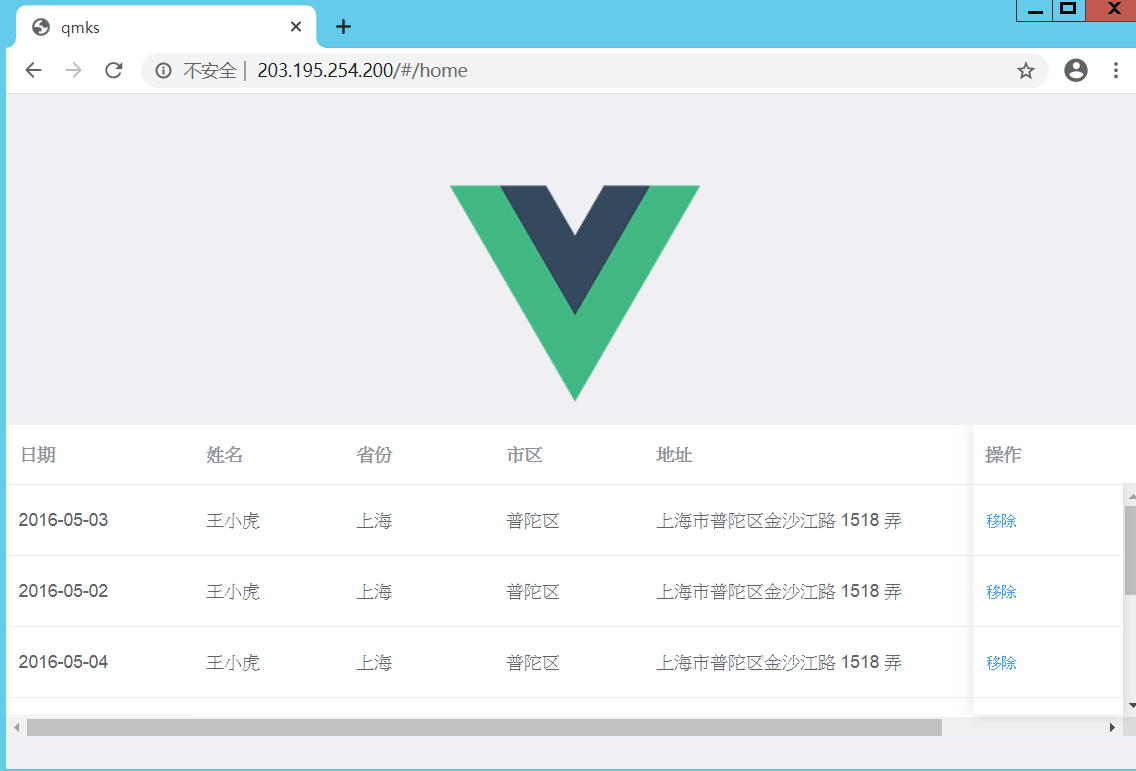 qmks
不安全 | 203.195.254.200/#/home
日期 姓名 省份 市区 地址 操作
2016-05-03 王小虎 上海 普陀区 上海市普陀区金沙江路 1518 弄 移除
2016-05-02 王小虎 上海 普陀区 上海市普陀区金沙江路 1518 弄 移除
2016-05-04 王小虎 上海 普陀区 上海市普陀区金沙江路 1518 弄 移除